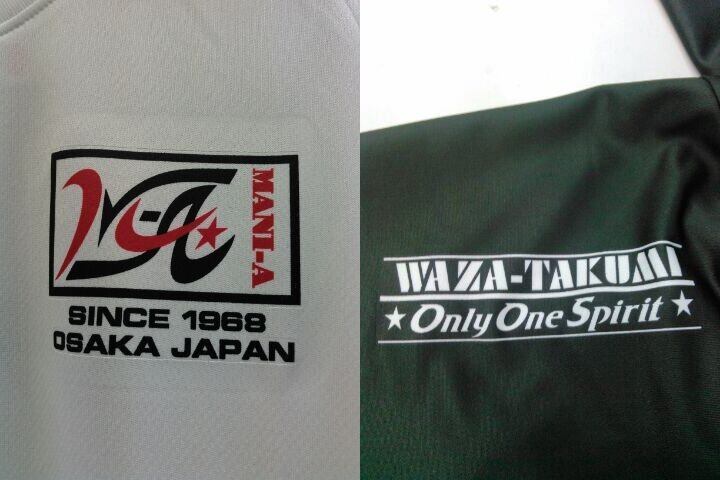 M-A
MANI-A
SINCE 1968
OSAKA JAPAN
WAZA-TAKUMI
★ Only One Spirit ★